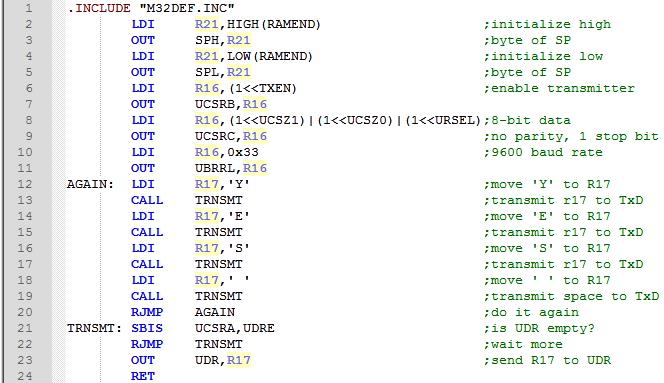 1 .INCLUDE "M32DEF.INC"
2 LDI R21,HIGH(RAMEND) ;initialize high
3 OUT SPH,R21 ;byte of SP
4 LDI R21,LOW(RAMEND) ;initialize low
5 OUT SPL,R21 ;byte of SP
6 LDI R16,(1<<TXEN) ;enable transmitter
7 OUT UCSRB,R16
8 LDI R16,(1<<UCSZ1)|(1<<UCSZ0)|(1<<URSEL);8-bit data
9 OUT UCSRC,R16 ;no parity, 1 stop bit
10 LDI R16,0x33 ;9600 baud rate
11 OUT UBRRL,R16
12 AGAIN: LDI R17,'Y' ;move 'Y' to R17
13 CALL TRNSMT ;transmit r17 to TxD
14 LDI R17,'E' ;move 'E' to R17
15 CALL TRNSMT ;transmit r17 to TxD
16 LDI R17,'S' ;move 'S' to R17
17 CALL TRNSMT ;transmit r17 to TxD
18 LDI R17,' ' ;move ' ' to R17
19 CALL TRNSMT ;transmit space to TxD
20 RJMP AGAIN ;do it again
21 TRNSMT: SBIS UCSRA,UDRE ;is UDR empty?
22 RJMP TRNSMT ;wait more
23 OUT UDR,R17 ;send R17 to UDR
24 RET